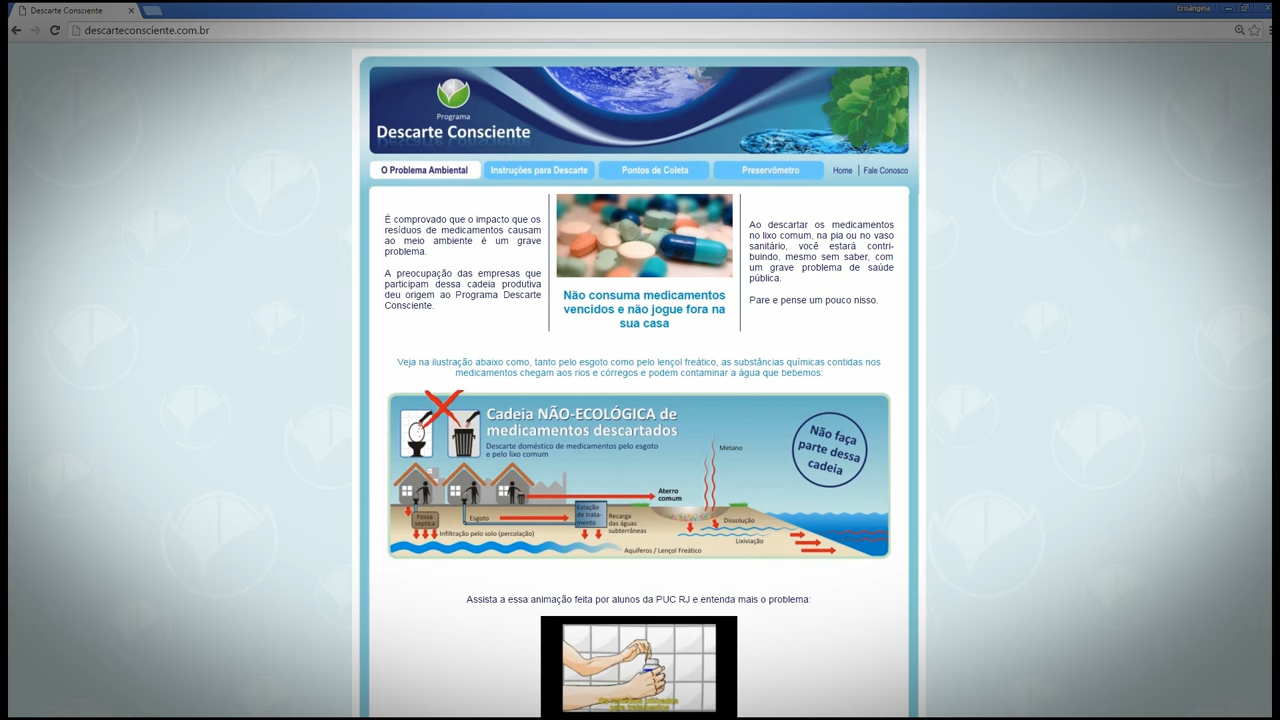 Descarte Consciente
Erisângela
descarteconsciente.com.br
Programa
Descarte Consciente
O Problema Ambiental
Instruções para Descarte
Pontos de Coleta
Preservômetro
Home | Fale Conosco
É comprovado que o impacto que os
resíduos de medicamentos causam
ao meio ambiente é um grave
problema.
A preocupação das empresas que
participam dessa cadeia produtiva
deu origem ao Programa Descarte
Consciente.
Não consuma medicamentos
vencidos e não jogue fora na
sua casa
Ao descartar os medicamentos
no lixo comum, na pia ou no vaso
sanitário, você estará contri-
buindo, mesmo sem saber, com
um grave problema de saúde
pública.
Pare e pense um pouco nisso.
Veja na ilustração abaixo como, tanto pelo esgoto como pelo lençol freático, as substâncias químicas contidas nos
medicamentos chegam aos rios e córregos e podem contaminar a água que bebemos:
Cadeia NÃO-ECOLÓGICA de
medicamentos descartados
Descarte doméstico de medicamentos pelo esgoto
e pelo lixo comum
Não faça
parte dessa
cadeia
Metano
Aterro
comum
Fossa
septica
Esgoto
Estação
de trata-
mento
Recarga
das águas
subterrâneas
Dissolução
Infiltração pelo solo (percolação)
Lixiviação
Aquíferos / Lençol Freático
Assista a essa animação feita por alunos da PUC RJ e entenda mais o problema: